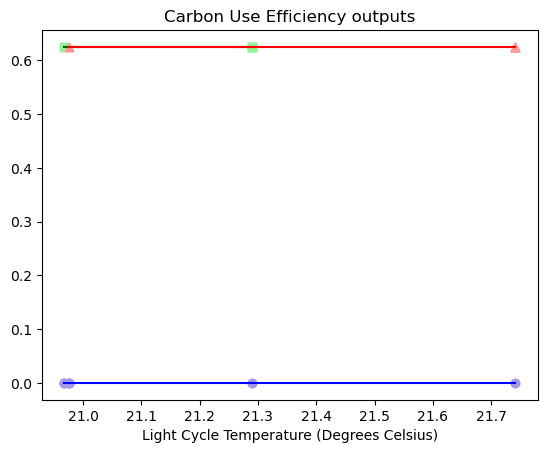 Carbon Use Efficiency outputs
0.6
0.5
0.4
0.3
0.2
0.1
0.0
21.0 21.1 21.2 21.3 21.4 21.5 21.6 21.7
Light Cycle Temperature (Degrees Celsius)